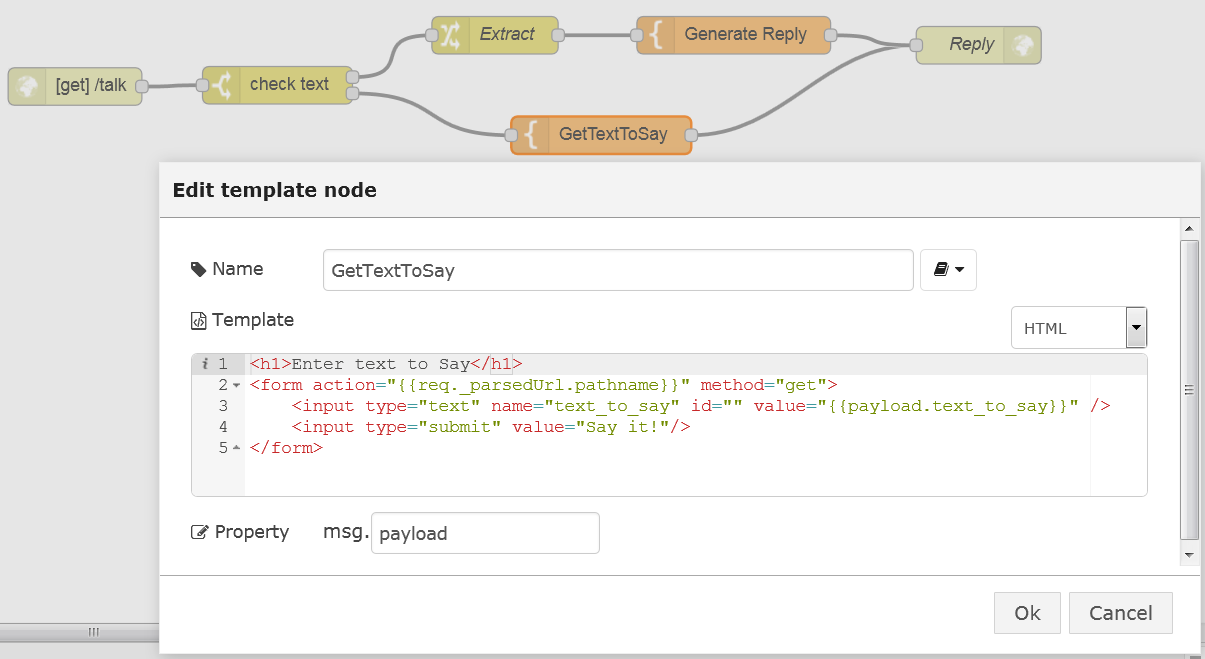 Extract
Generate Reply
Reply
[get] /talk
check text
GetTextToSay
Edit template node
Name
GetTextToSay
Template
HTML
i 1 <h1>Enter text to Say</h1>
2 <form action="{{req._parsedUrl.pathname}}" method="get">
3 <input type="text" name="text_to_say" id="" value="{{payload.text_to_say}}" />
4 <input type="submit" value="Say it!"/>
5 </form>
Property msg. payload
Ok Cancel